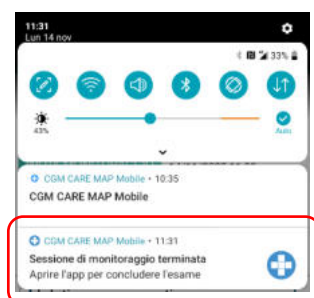 11:31
Lun 14 nov
33%
43%
Auto
CGM CARE MAP Mobile • 10:35
CGM CARE MAP Mobile
CGM CARE MAP Mobile • 11:31
Sessione di monitoraggio terminata
Aprire l'app per concludere l'esame